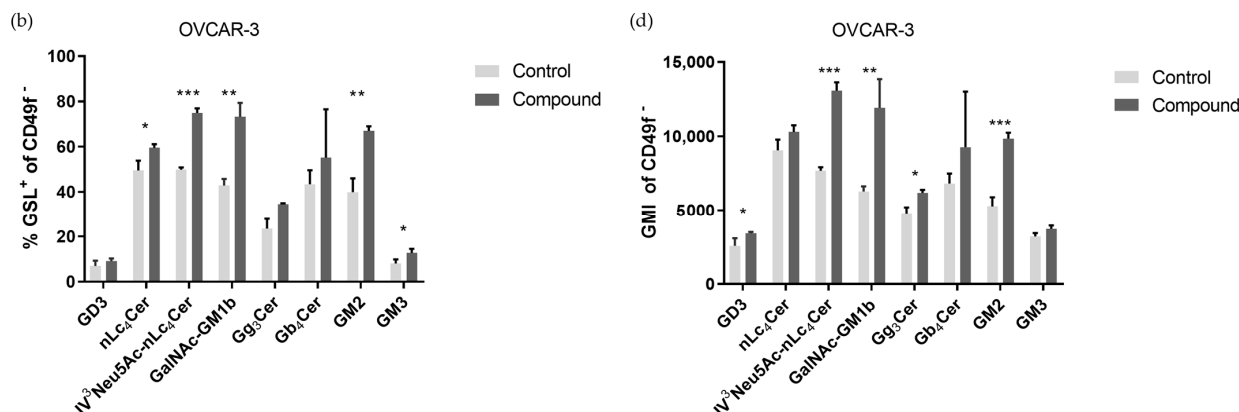 (b)
OVCAR-3
% GSL⁺ of CD49f⁻
100
80
60
40
20
0
*
***
**
**
*
GD3
nLc₄Cer
IV³Neu5Ac-nLc₄Cer
GalNAc-GM1b
Gg₃Cer
Gb₄Cer
GM2
GM3
Control
Compound
(d)
OVCAR-3
GMI of CD49f⁻
15,000
10,000
5000
0
*
***
**
*
***
GD3
nLc₄Cer
IV³Neu5Ac-nLc₄Cer
GalNAc-GM1b
Gg₃Cer
Gb₄Cer
GM2
GM3
Control
Compound